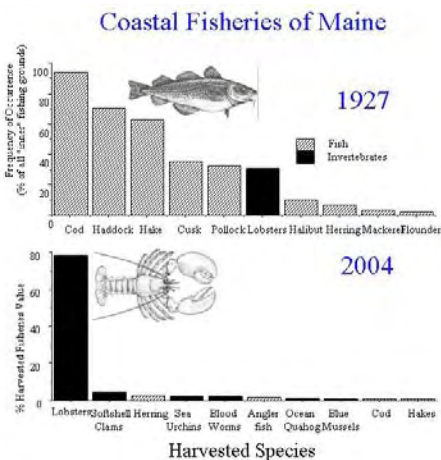 Coastal Fisheries of Maine
1927
Frequency of Occurrence
(% of all "inner" fishing grounds)
100
80
60
40
20
0
Fish
Invertebrates
Cod Haddock Hake Cusk Pollock Lobsters Halibut Herring Mackerel Flounder
2004
% Harvested Fisheries Value
80
60
40
20
0
Lobsters Softshell Clams Herring Sea Urchins Blood Worms Angler fish Ocean Quahog Blue Mussels Cod Hakes
Harvested Species